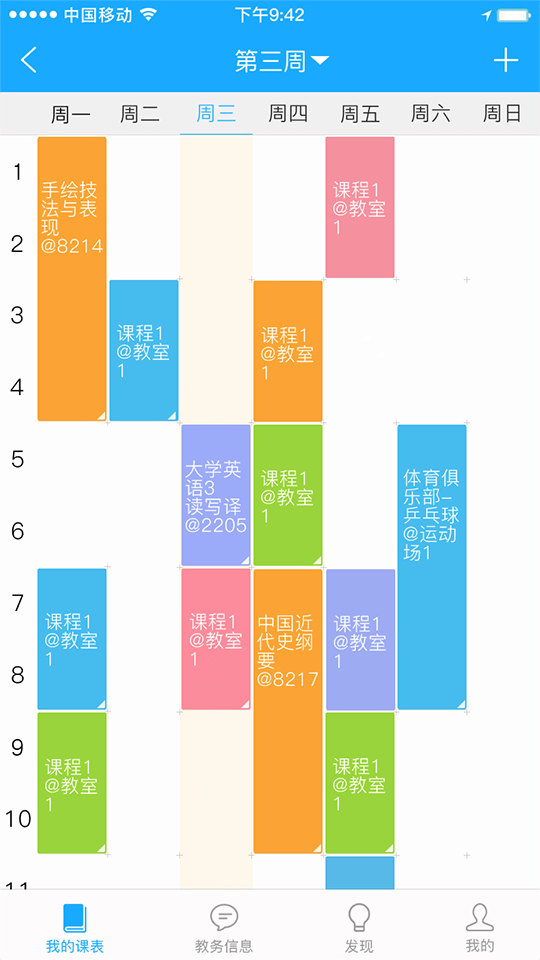 中国移动 下午9:42
第三周
周一 周二 周三 周四 周五 周六 周日
1
手绘技
法与表
现
@8214
课程1
@教室
1
2
3
课程1
@教室
1
课程1
@教室
1
4
5
大学英
语3
读写译
@2205
课程1
@教室
1
体育俱
乐部-
乒乓球
@运动
场1
6
7
课程1
@教室
1
课程1
@教室
1
中国近
代史纲
要
@8217
课程1
@教室
1
8
9
课程1
@教室
1
课程1
@教室
1
10
11
我的课表 教务信息 发现 我的